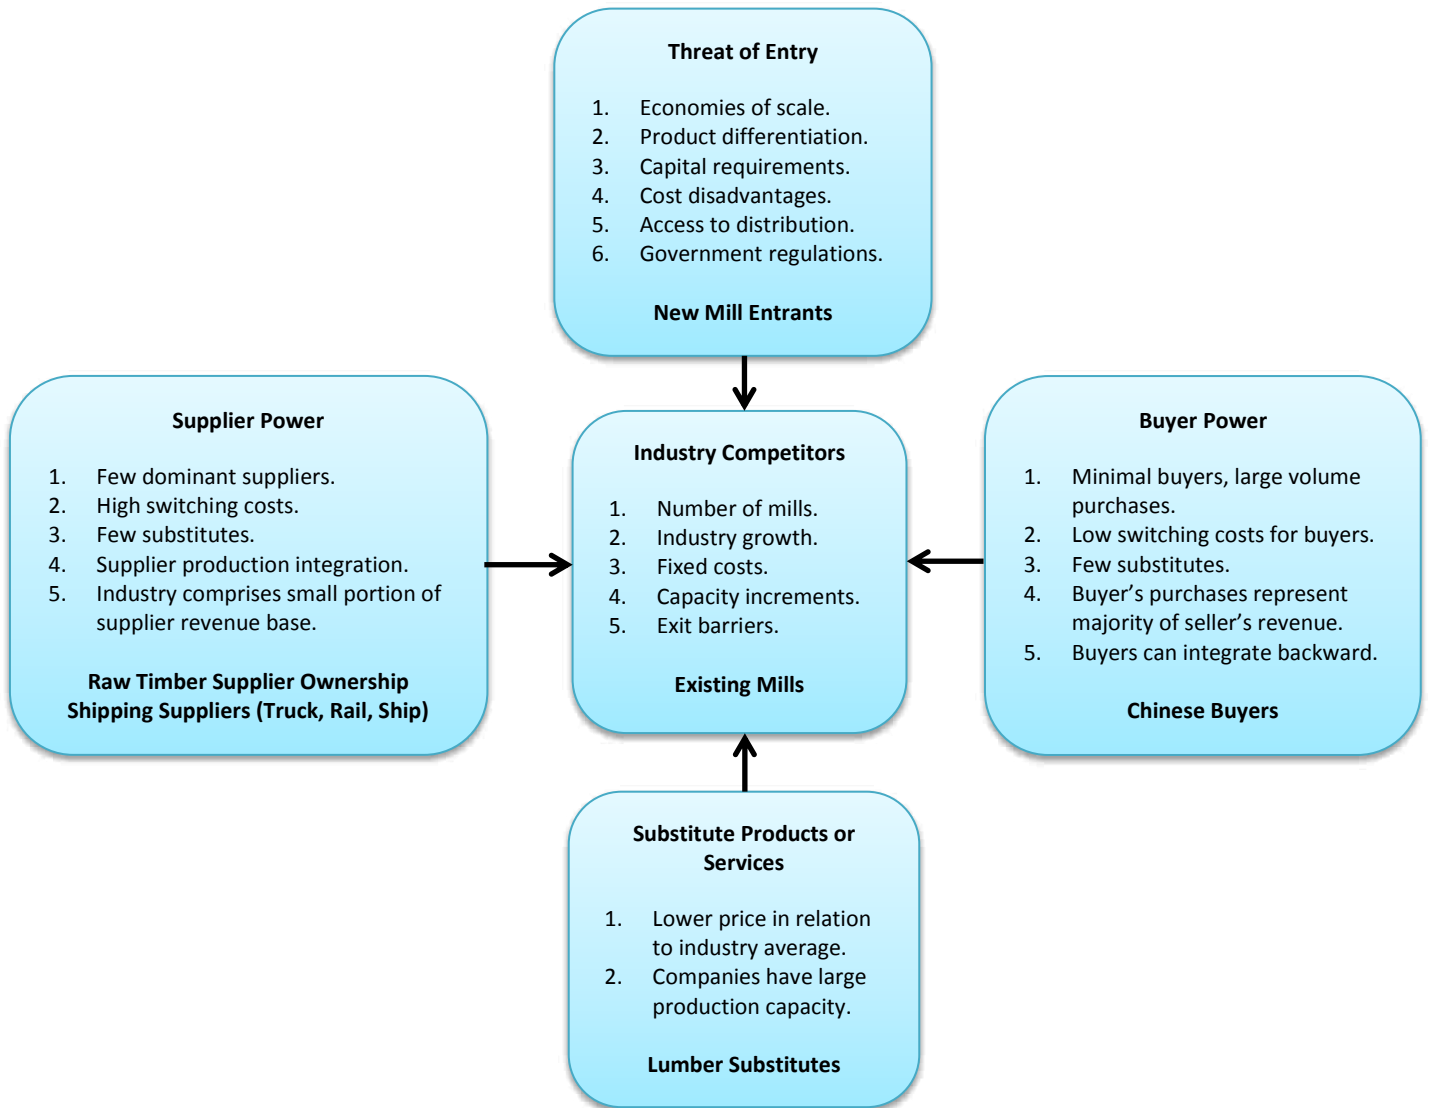 Threat of Entry
1. Economies of scale.
2. Product differentiation.
3. Capital requirements.
4. Cost disadvantages.
5. Access to distribution.
6. Government regulations.
New Mill Entrants
Supplier Power
1. Few dominant suppliers.
2. High switching costs.
3. Few substitutes.
4. Supplier production integration.
5. Industry comprises small portion of
supplier revenue base.
Raw Timber Supplier Ownership
Shipping Suppliers (Truck, Rail, Ship)
Industry Competitors
1. Number of mills.
2. Industry growth.
3. Fixed costs.
4. Capacity increments.
5. Exit barriers.
Existing Mills
Buyer Power
1. Minimal buyers, large volume
purchases.
2. Low switching costs for buyers.
3. Few substitutes.
4. Buyer’s purchases represent
majority of seller’s revenue.
5. Buyers can integrate backward.
Chinese Buyers
Substitute Products or
Services
1. Lower price in relation
to industry average.
2. Companies have large
production capacity.
Lumber Substitutes